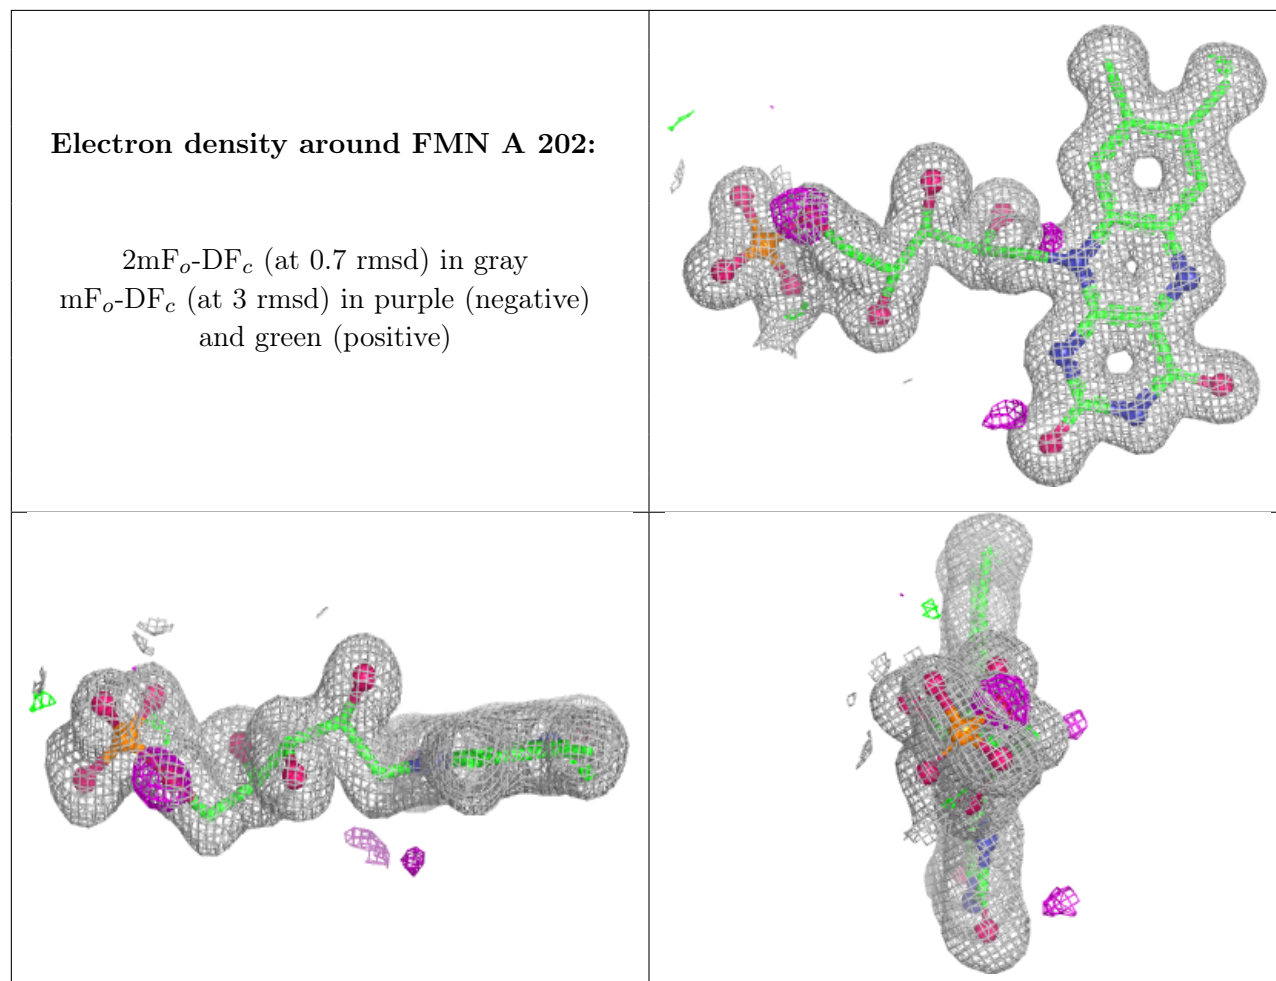 Electron density around FMN A 202:
2mFₒ-DF𝒸 (at 0.7 rmsd) in gray
mFₒ-DF𝒸 (at 3 rmsd) in purple (negative)
and green (positive)